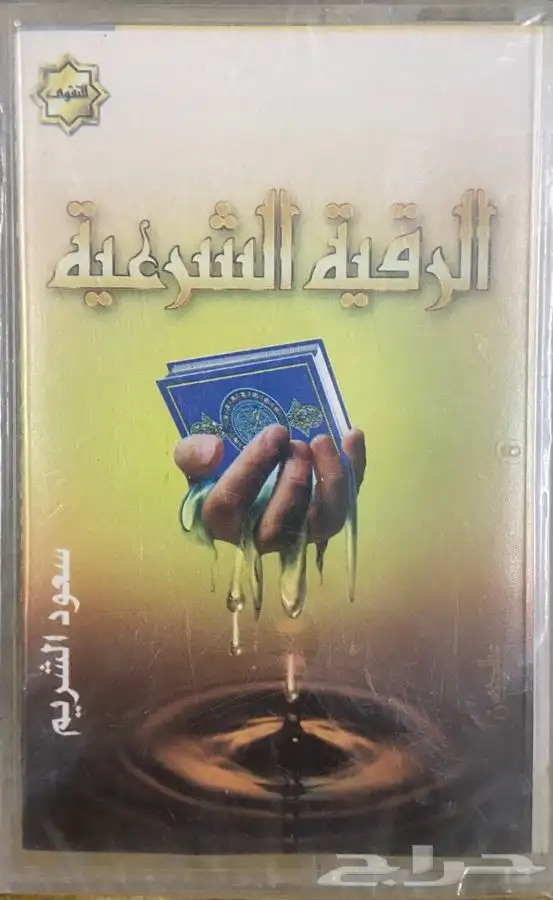 التقوى
الرقية الشرعية
سعود الشريم
حراج